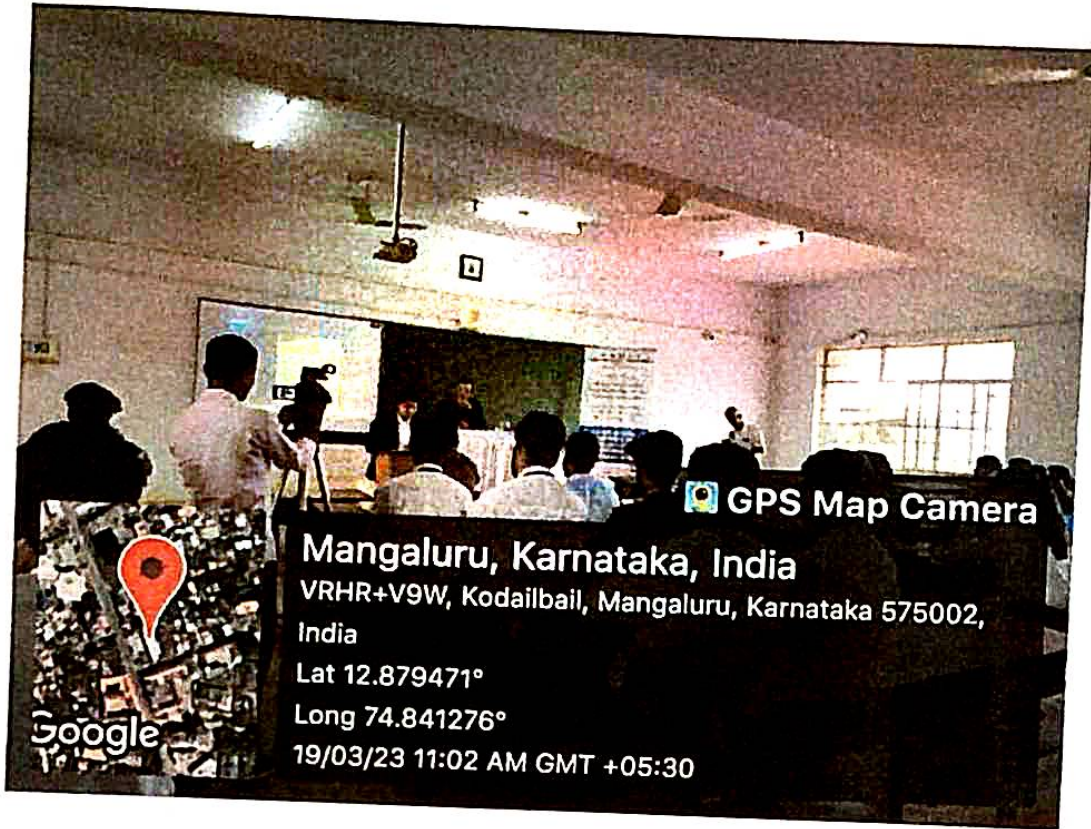 GPS Map Camera
Mangaluru, Karnataka, India
VRHR+V9W, Kodailbail, Mangaluru, Karnataka 575002,
India
Lat 12.879471°
Long 74.841276°
19/03/23 11:02 AM GMT +05:30
Google